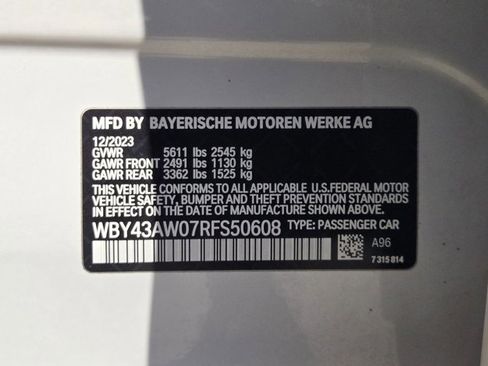 MFD BY BAYERISCHE MOTOREN WERKE AG
12/2023
GVWR 5611 lbs 2545 kg
GAWR FRONT 2491 lbs 1130 kg
GAWR REAR 3362 lbs 1525 kg
THIS VEHICLE CONFORMS TO ALL APPLICABLE U.S.FEDERAL MOTOR
VEHICLE SAFETY, BUMPER, AND THEFT PREVENTION STANDARDS
IN EFFECT ON THE DATE OF MANUFACTURE SHOWN ABOVE.
WBY43AW07RFS50608 TYPE: PASSENGER CAR
A96
7 315 814